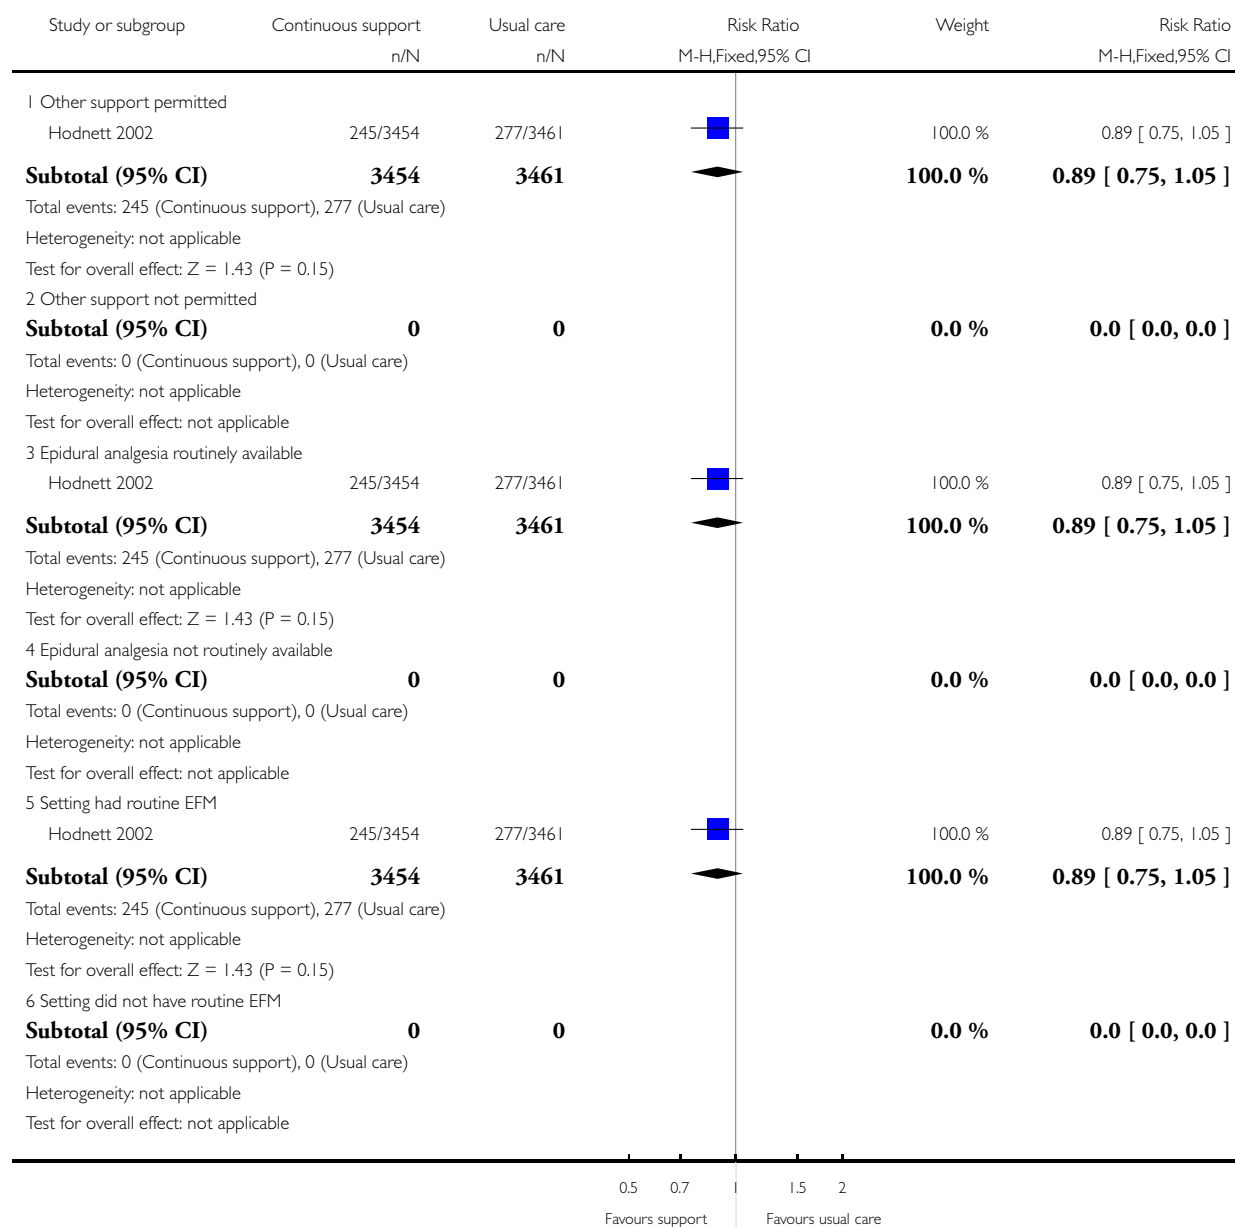 Study or subgroup Continuous support Usual care Risk Ratio Weight Risk Ratio
n/N n/N M-H,Fixed,95% CI M-H,Fixed,95% CI
1 Other support permitted
Hodnett 2002 245/3454 277/3461 100.0 % 0.89 [ 0.75, 1.05 ]
Subtotal (95% CI) 3454 3461 100.0 % 0.89 [ 0.75, 1.05 ]
Total events: 245 (Continuous support), 277 (Usual care)
Heterogeneity: not applicable
Test for overall effect: Z = 1.43 (P = 0.15)
2 Other support not permitted
Subtotal (95% CI) 0 0 0.0 % 0.0 [ 0.0, 0.0 ]
Total events: 0 (Continuous support), 0 (Usual care)
Heterogeneity: not applicable
Test for overall effect: not applicable
3 Epidural analgesia routinely available
Hodnett 2002 245/3454 277/3461 100.0 % 0.89 [ 0.75, 1.05 ]
Subtotal (95% CI) 3454 3461 100.0 % 0.89 [ 0.75, 1.05 ]
Total events: 245 (Continuous support), 277 (Usual care)
Heterogeneity: not applicable
Test for overall effect: Z = 1.43 (P = 0.15)
4 Epidural analgesia not routinely available
Subtotal (95% CI) 0 0 0.0 % 0.0 [ 0.0, 0.0 ]
Total events: 0 (Continuous support), 0 (Usual care)
Heterogeneity: not applicable
Test for overall effect: not applicable
5 Setting had routine EFM
Hodnett 2002 245/3454 277/3461 100.0 % 0.89 [ 0.75, 1.05 ]
Subtotal (95% CI) 3454 3461 100.0 % 0.89 [ 0.75, 1.05 ]
Total events: 245 (Continuous support), 277 (Usual care)
Heterogeneity: not applicable
Test for overall effect: Z = 1.43 (P = 0.15)
6 Setting did not have routine EFM
Subtotal (95% CI) 0 0 0.0 % 0.0 [ 0.0, 0.0 ]
Total events: 0 (Continuous support), 0 (Usual care)
Heterogeneity: not applicable
Test for overall effect: not applicable
0.5 0.7 1 1.5 2
Favours support Favours usual care